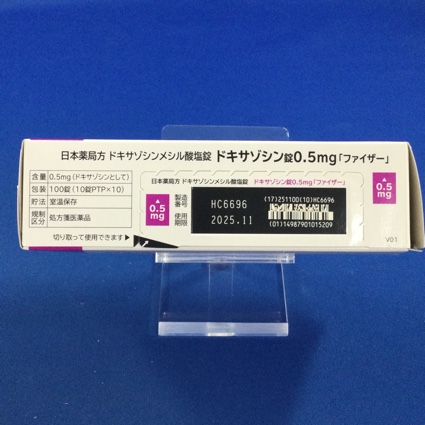 日本薬局方 ドキサゾシンメシル酸塩錠 ドキサゾシン錠0.5mg「ファイザー」
含量 0.5mg(ドキサゾシンとして)
包装 100錠(10錠PTP×10)
貯法 室温保存
規制区分 処方箋医薬品
切り取って使用できます
日本薬局方 ドキサゾシンメシル酸塩錠 ドキサゾシン錠0.5mg「ファイザー」
0.5mg
製造番号 HC6696
使用期限 2025.11
(17)251100(10)HC6696
(01)14987901015209
0.5mg
V01